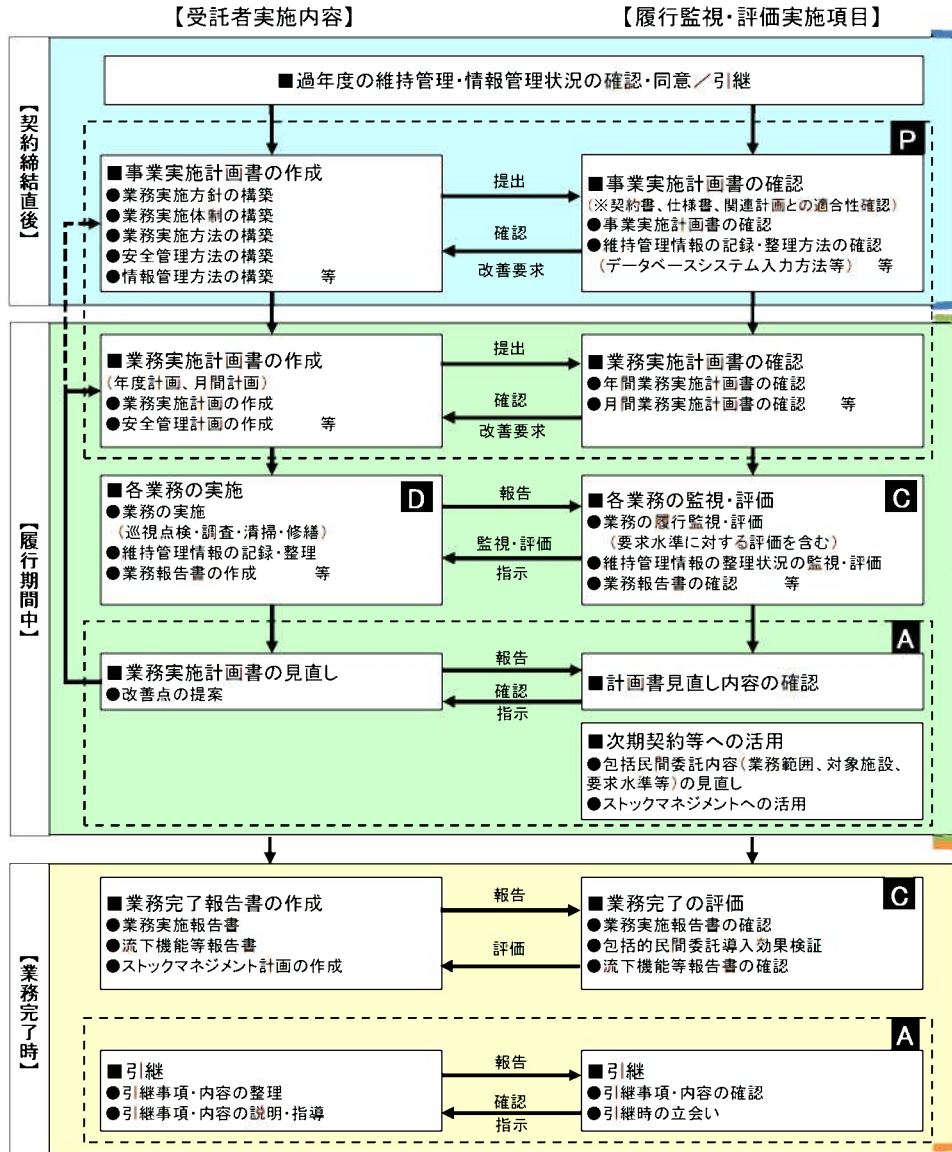 【受託者実施内容】
【履行監視・評価実施項目】
【契約締結直後】
■過年度の維持管理・情報管理状況の確認・同意／引継
P
■事業実施計画書の作成
●業務実施方針の構築
●業務実施体制の構築
●業務実施方法の構築
●安全管理方法の構築
●情報管理方法の構築　　等
提出
確認
改善要求
■事業実施計画書の確認
(※契約書、仕様書、関連計画との適合性確認)
●事業実施計画書の確認
●維持管理情報の記録・整理方法の確認
(データベースシステム入力方法等)　等
【履行期間中】
■業務実施計画書の作成
(年度計画、月間計画)
●業務実施計画の作成
●安全管理計画の作成　　等
提出
確認
改善要求
■業務実施計画書の確認
●年間業務実施計画書の確認
●月間業務実施計画書の確認　　等
■各業務の実施
D
●業務の実施
(巡視点検・調査・清掃・修繕)
●維持管理情報の記録・整理
●業務報告書の作成　　等
報告
監視・評価
指示
■各業務の監視・評価
C
●業務の履行監視・評価
(要求水準に対する評価を含む)
●維持管理情報の整理状況の監視・評価
●業務報告書の確認　　等
A
■業務実施計画書の見直し
●改善点の提案
報告
確認
指示
■計画書見直し内容の確認
■次期契約等への活用
●包括民間委託内容(業務範囲、対象施設、
要求水準等)の見直し
●ストックマネジメントへの活用
【業務完了時】
■業務完了報告書の作成
●業務実施報告書
●流下機能等報告書
●ストックマネジメント計画の作成
報告
評価
■業務完了の評価
C
●業務実施報告書の確認
●包括的民間委託導入効果検証
●流下機能等報告書の確認
A
■引継
●引継事項・内容の整理
●引継事項・内容の説明・指導
報告
確認
指示
■引継
●引継事項・内容の確認
●引継時の立会い